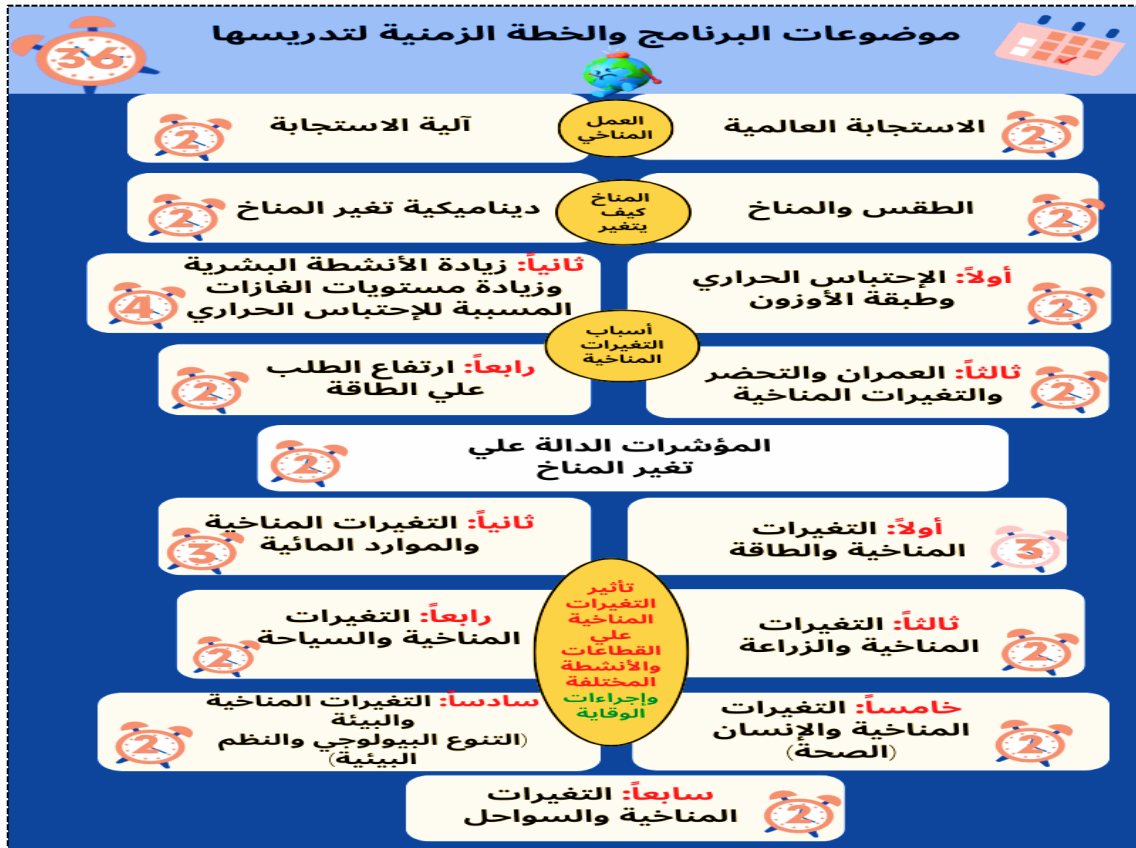 موضوعات البرنامج والخطة الزمنية لتدريسها
36
العمل
المناخي
الاستجابة العالمية
2
آلية الاستجابة
2
المناخ
كيف
يتغير
الطقس والمناخ
2
ديناميكية تغير المناخ
2
أسباب
التغيرات
المناخية
أولاً: الإحتباس الحراري
وطبقة الأوزون
2
ثانياً: زيادة الأنشطة البشرية
وزيادة مستويات الغازات
المسببة للإحتباس الحراري
4
ثالثاً: العمران والتحضر
والتغيرات المناخية
2
رابعاً: ارتفاع الطلب
علي الطاقة
2
المؤشرات الدالة علي
تغير المناخ
2
تأثير
التغيرات
المناخية
علي
القطاعات
والأنشطة
المختلفة
وإجراءات
الوقاية
أولاً: التغيرات
المناخية والطاقة
3
ثانياً: التغيرات المناخية
والموارد المائية
3
ثالثاً: التغيرات
المناخية والزراعة
2
رابعاً: التغيرات
المناخية والسياحة
2
خامساً: التغيرات
المناخية والإنسان
(الصحة)
2
سادساً: التغيرات المناخية
والبيئة
(التنوع البيولوجي والنظم
البيئية)
2
سابعاً: التغيرات
المناخية والسواحل
2